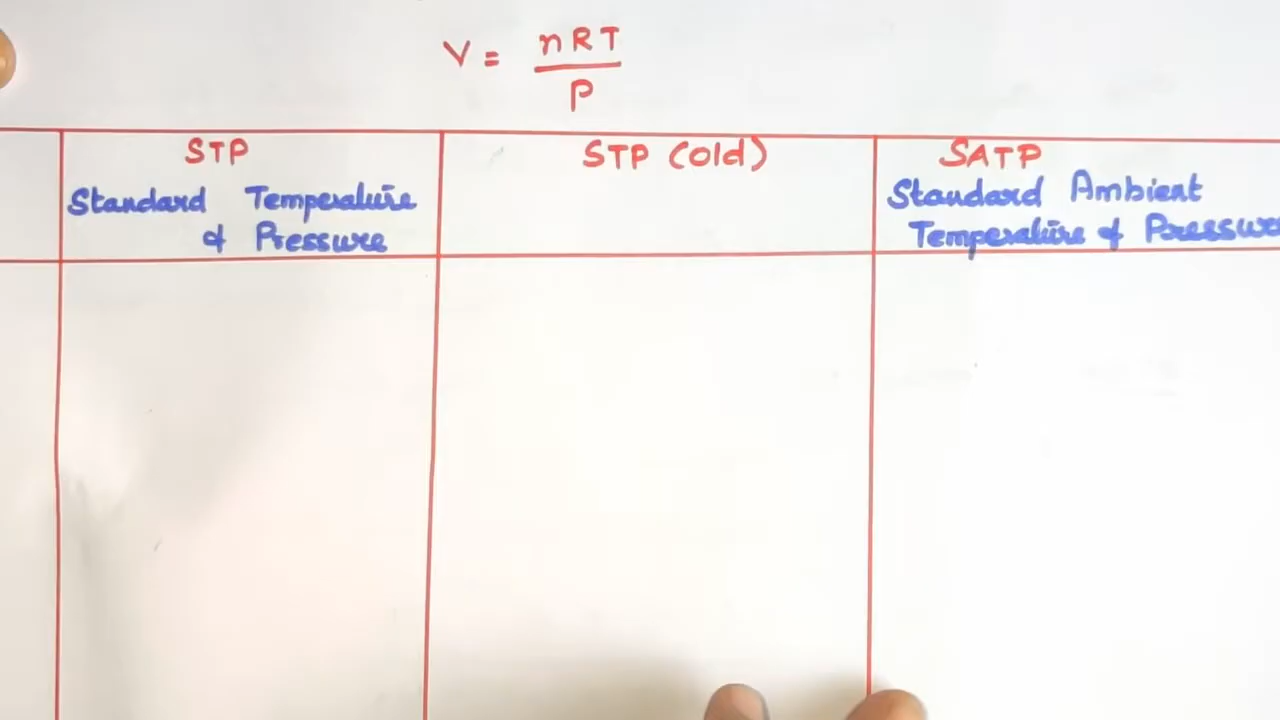 V = nRT
P
STP
Standard Temperature
& Pressure
STP (Old)
SATP
Standard Ambient
Temperature & Pressure